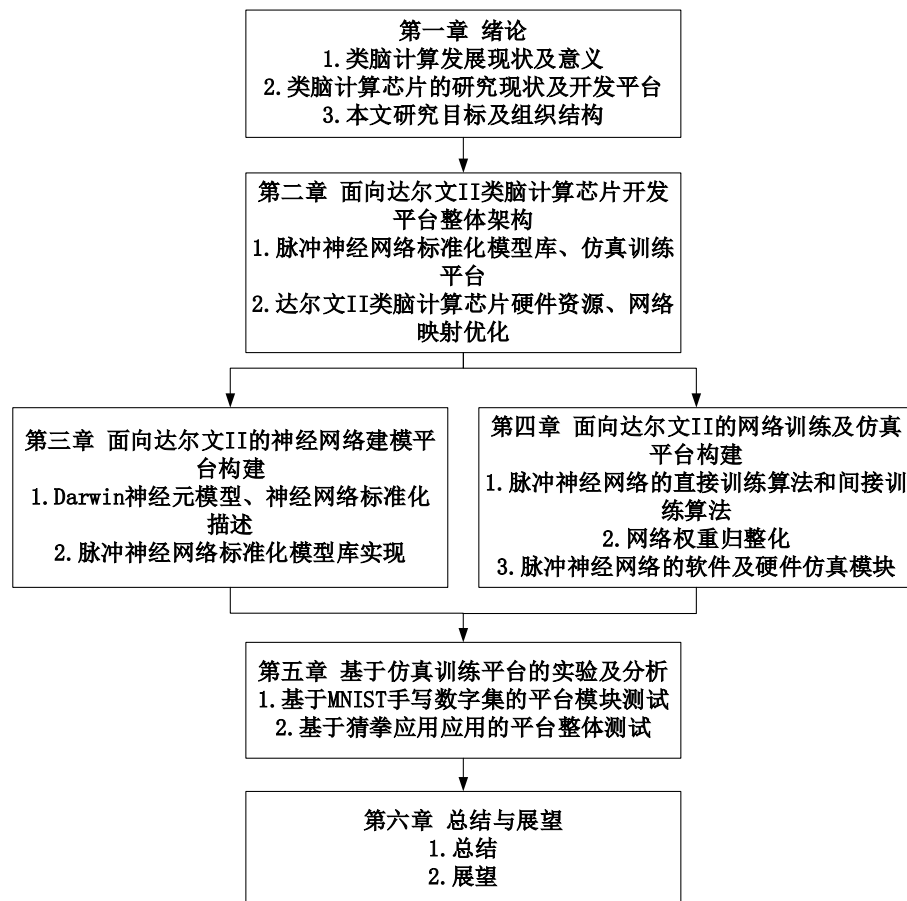 第一章 绪论
1.类脑计算发展现状及意义
2.类脑计算芯片的研究现状及开发平台
3.本文研究目标及组织结构
第二章 面向达尔文II类脑计算芯片开发
平台整体架构
1.脉冲神经网络标准化模型库、仿真训练
平台
2.达尔文II类脑计算芯片硬件资源、网络
映射优化
第三章 面向达尔文II的神经网络建模平
台构建
1.Darwin神经元模型、神经网络标准化
描述
2.脉冲神经网络标准化模型库实现
第四章 面向达尔文II的网络训练及仿真
平台构建
1.脉冲神经网络的直接训练算法和间接训
练算法
2.网络权重归整化
3.脉冲神经网络的软件及硬件仿真模块
第五章 基于仿真训练平台的实验及分析
1.基于MNIST手写数字集的平台模块测试
2.基于猜拳应用应用的平台整体测试
第六章 总结与展望
1.总结
2.展望